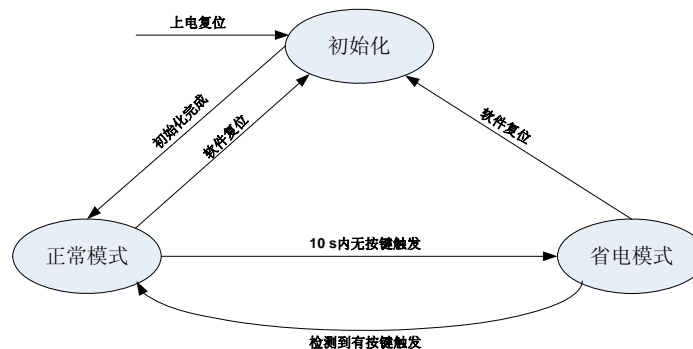 上电复位
初始化
初始化完成
软件复位
软件复位
正常模式
10 s内无按键触发
省电模式
检测到有按键触发